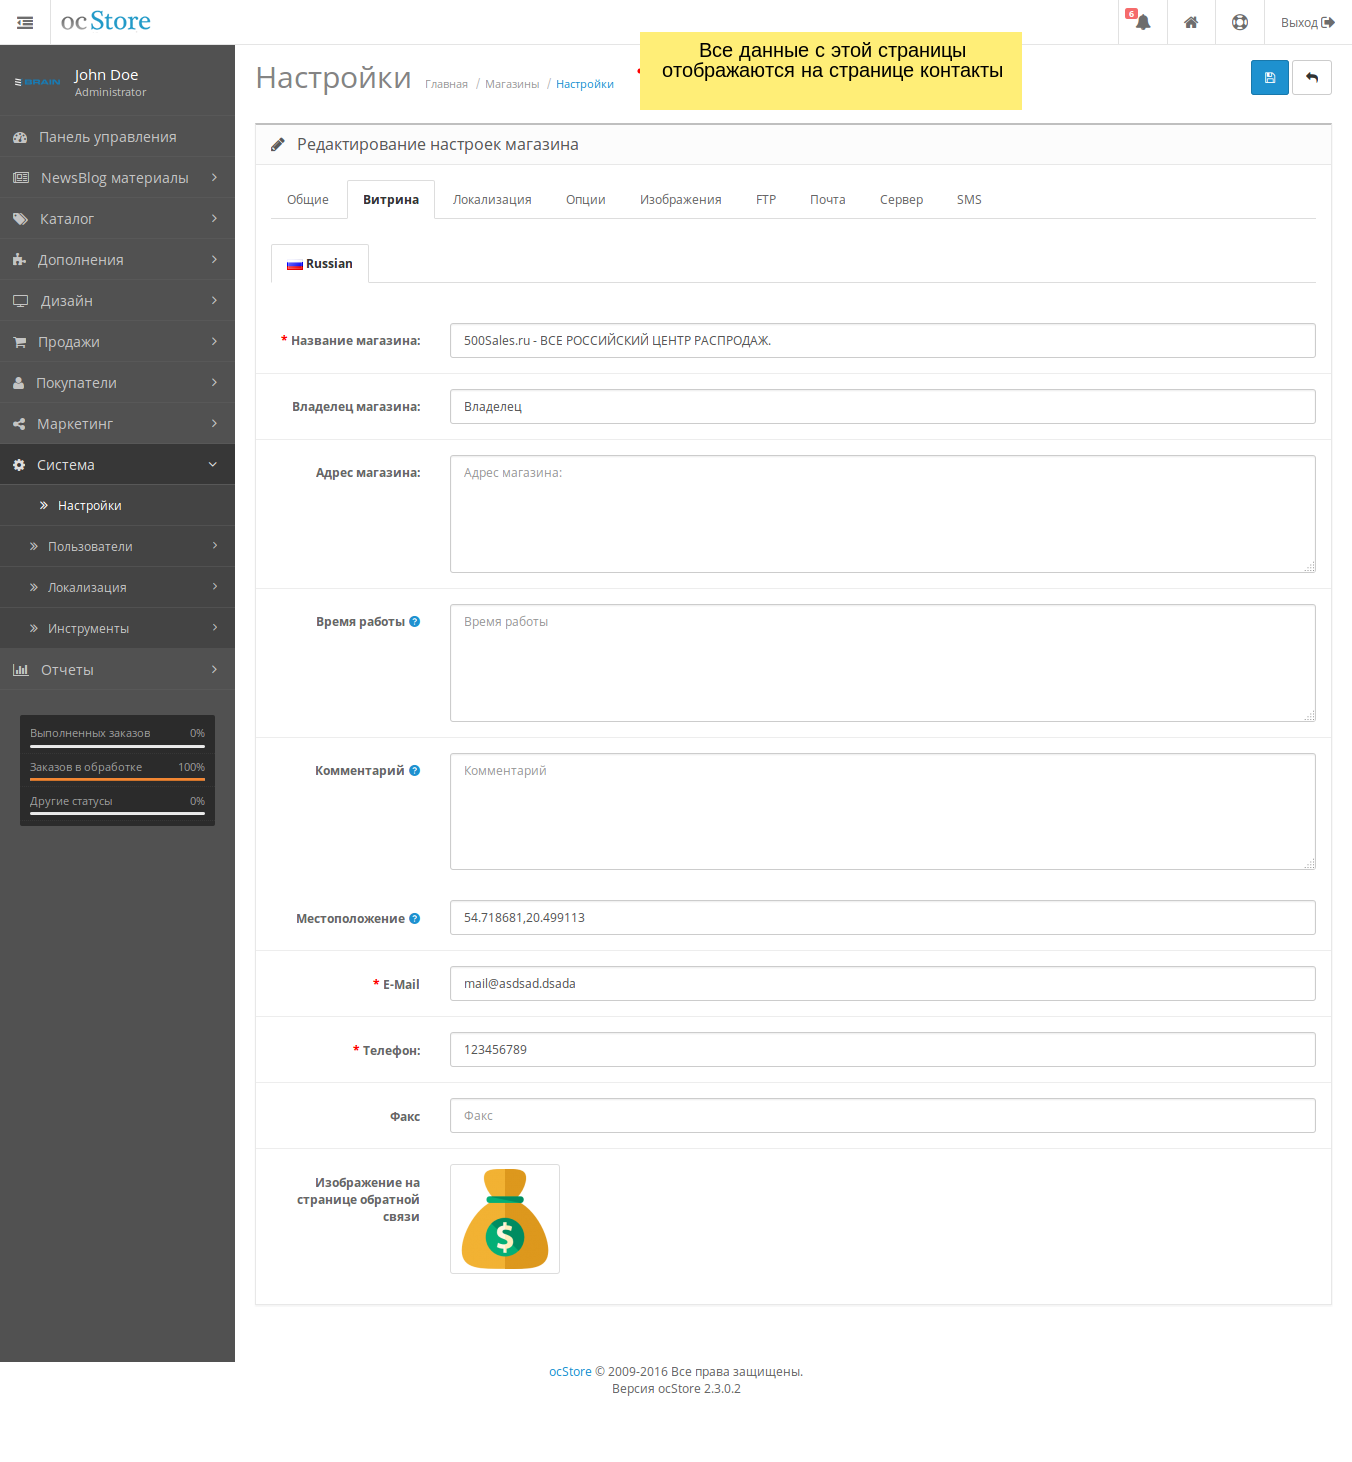 ocStore
6
Выход
Все данные с этой страницы
отображаются на странице контакты
John Doe
Administrator
Панель управления
NewsBlog материалы
Каталог
Дополнения
Дизайн
Продажи
Покупатели
Маркетинг
Система
Настройки
Пользователи
Локализация
Инструменты
Отчеты
Выполненных заказов 0%
Заказов в обработке 100%
Другие статусы 0%
Настройки Главная / Магазины / Настройки
Редактирование настроек магазина
Общие Витрина Локализация Опции Изображения FTP Почта Сервер SMS
Russian
* Название магазина: 500Sales.ru - ВСЕ РОССИЙСКИЙ ЦЕНТР РАСПРОДАЖ.
Владелец магазина: Владелец
Адрес магазина: Адрес магазина:
Время работы ? Время работы
Комментарий ? Комментарий
Местоположение ? 54.718681,20.499113
* E-Mail mail@asdsad.dsada
* Телефон: 123456789
Факс Факс
Изображение на
странице обратной
связи
$
ocStore © 2009-2016 Все права защищены.
Версия ocStore 2.3.0.2